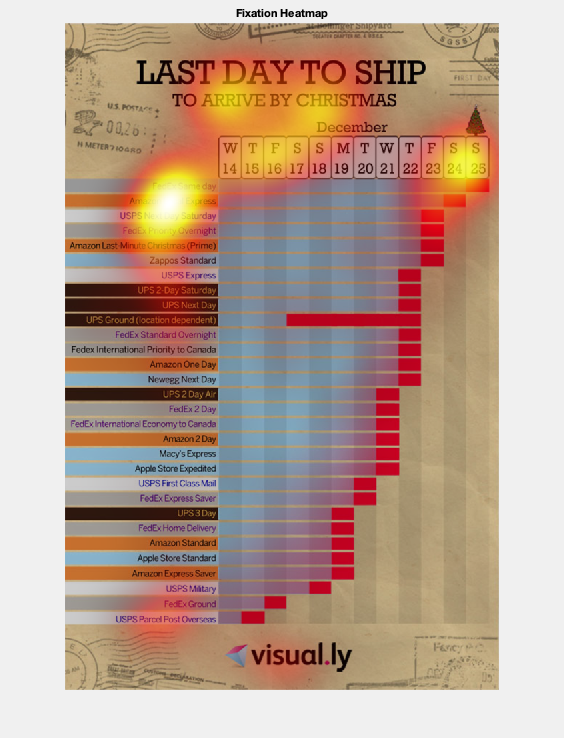 Fixation Heatmap
LAST DAY TO SHIP
TO ARRIVE BY CHRISTMAS
December
W T F S S M T W T F S S
14 15 16 17 18 19 20 21 22 23 24 25
U.S. POSTAGE
FIRST DAY
Same day
Express
USPS Next Day Saturday
FedEx Priority Overnight
Amazon Last-Minute Christmas (Prime)
Zappos Standard
USPS Express
UPS 2-Day Saturday
UPS Next Day
UPS Ground (location dependent)
FedEx Standard Overnight
Fedex International Priority to Canada
Amazon One Day
Newegg Next Day
UPS 2 Day Air
FedEx 2 Day
FedEx International Economy to Canada
Amazon 2 Day
Macy's Express
Apple Store Expedited
USPS First Class Mail
FedEx Express Saver
UPS 3 Day
FedEx Home Delivery
Amazon Standard
Apple Store Standard
Amazon Express Saver
USPS Military
FedEx Ground
USPS Parcel Post Overseas
visual.ly